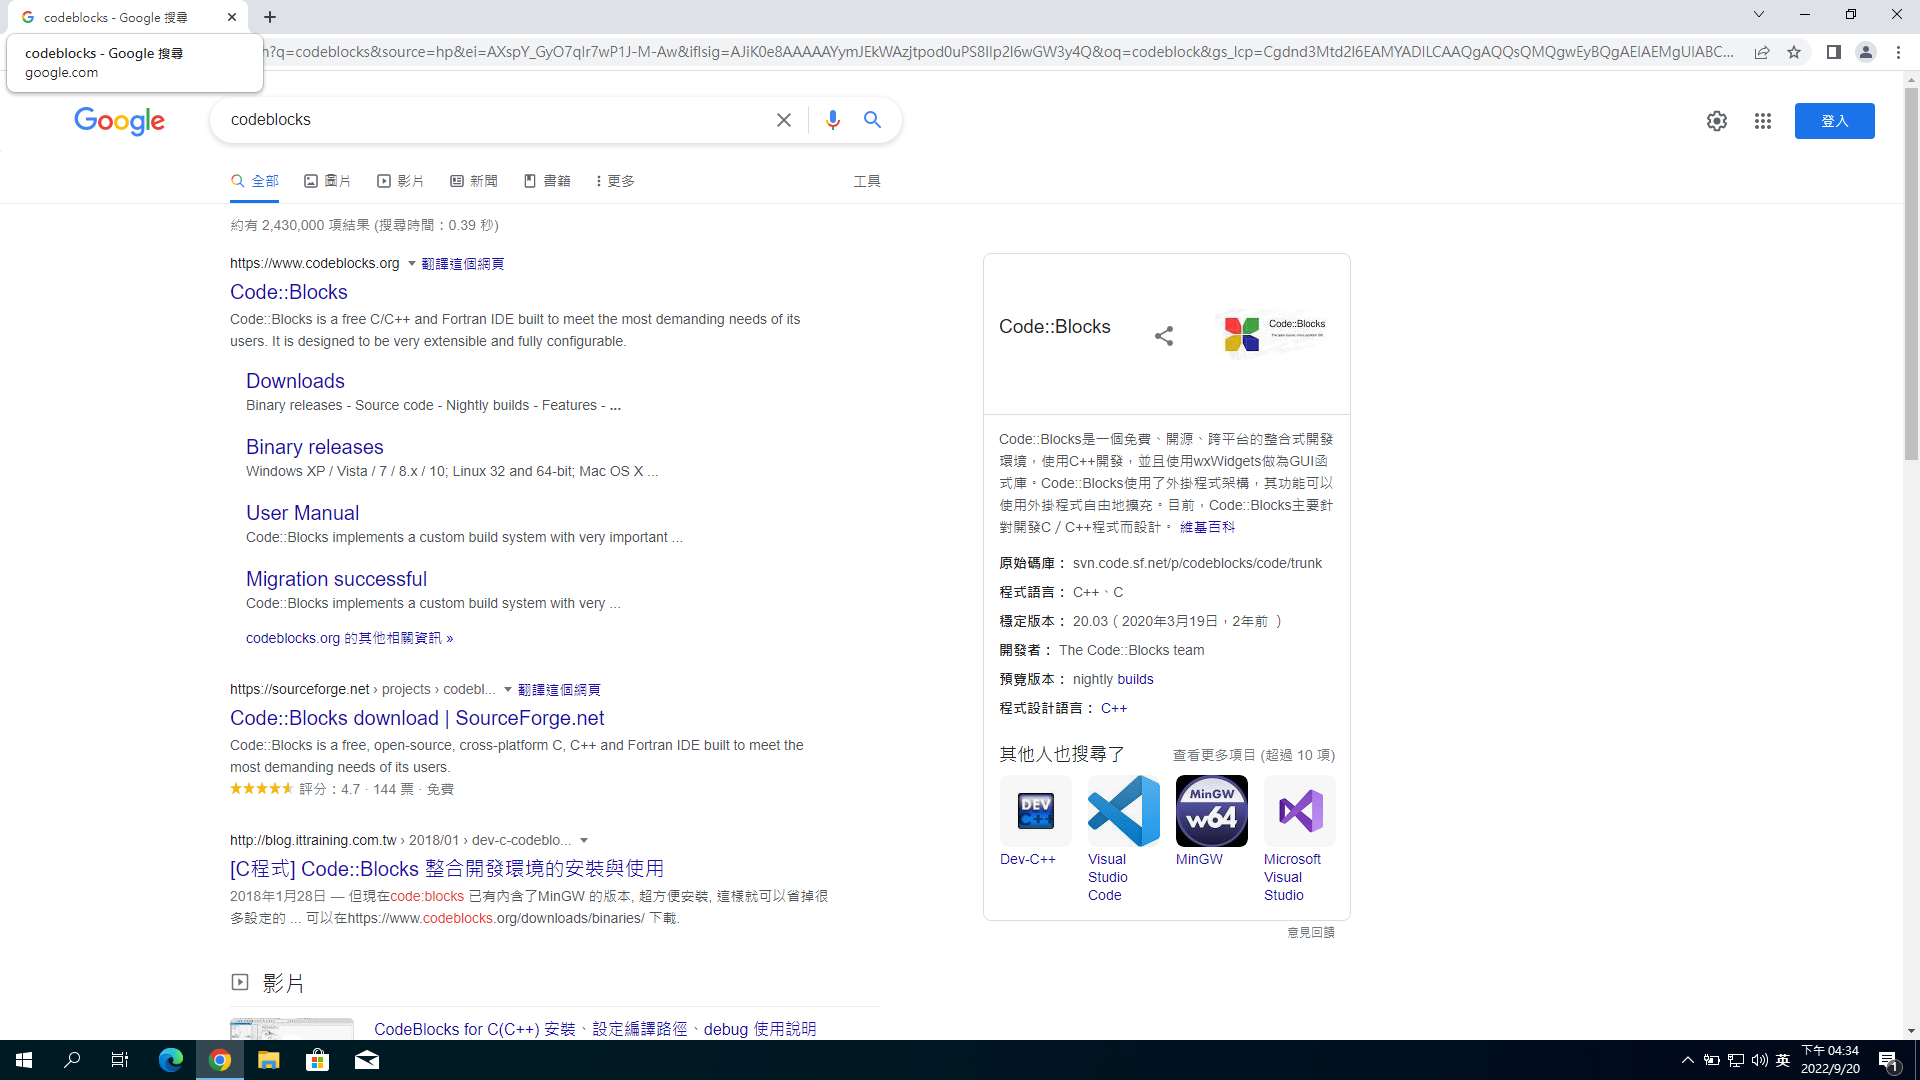 codeblocks - Google 搜尋
codeblocks - Google 搜尋
google.com
h?q=codeblocks&source=hp&ei=AXspY_GyO7qlr7wP1J-M-Aw&iflsig=AJiK0e8AAAAAYymJEkWAzjtpod0uPS8IIp2I6wGW3y4Q&oq=codeblock&gs_lcp=Cgdnd3Mtd2l6EAMYADILCAAQgAQQsQMQgwEyBQgAEIAEMgUIABC...
Google
codeblocks
登入
全部
圖片
影片
新聞
書籍
更多
工具
約有 2,430,000 項結果 (搜尋時間：0.39 秒)
https://www.codeblocks.org 翻譯這個網頁
Code::Blocks
Code::Blocks is a free C/C++ and Fortran IDE built to meet the most demanding needs of its
users. It is designed to be very extensible and fully configurable.
Downloads
Binary releases - Source code - Nightly builds - Features - ...
Binary releases
Windows XP / Vista / 7 / 8.x / 10; Linux 32 and 64-bit; Mac OS X ...
User Manual
Code::Blocks implements a custom build system with very important ...
Migration successful
Code::Blocks implements a custom build system with very ...
codeblocks.org 的其他相關資訊 »
https://sourceforge.net › projects › codebl... 翻譯這個網頁
Code::Blocks download | SourceForge.net
Code::Blocks is a free, open-source, cross-platform C, C++ and Fortran IDE built to meet the
most demanding needs of its users.
評分：4.7 · 144 票 · 免費
http://blog.ittraining.com.tw › 2018/01 › dev-c-codeblo...
[C程式] Code::Blocks 整合開發環境的安裝與使用
2018年1月28日 — 但現在code:blocks 已有內含了MinGW 的版本, 超方便安裝, 這樣就可以省掉很
多設定的 ... 可以在https://www.codeblocks.org/downloads/binaries/ 下載.
影片
CodeBlocks for C(C++) 安裝、設定編譯路徑、debug 使用說明
Code::Blocks
Code::Blocks
Code::Blocks是一個免費、開源、跨平台的整合式開發
環境，使用C++開發，並且使用wxWidgets做為GUI函
式庫。Code::Blocks使用了外掛程式架構，其功能可以
使用外掛程式自由地擴充。目前，Code::Blocks主要針
對開發C / C++程式而設計。 維基百科
原始碼庫： svn.code.sf.net/p/codeblocks/code/trunk
程式語言： C++、C
穩定版本： 20.03（2020年3月19日，2年前 ）
開發者： The Code::Blocks team
預覽版本： nightly builds
程式設計語言： C++
其他人也搜尋了
查看更多項目 (超過 10 項)
DEV
C++
MinGW
w64
Dev-C++
Visual
Studio
Code
MinGW
Microsoft
Visual
Studio
意見回饋
英
下午 04:34
2022/9/20
1